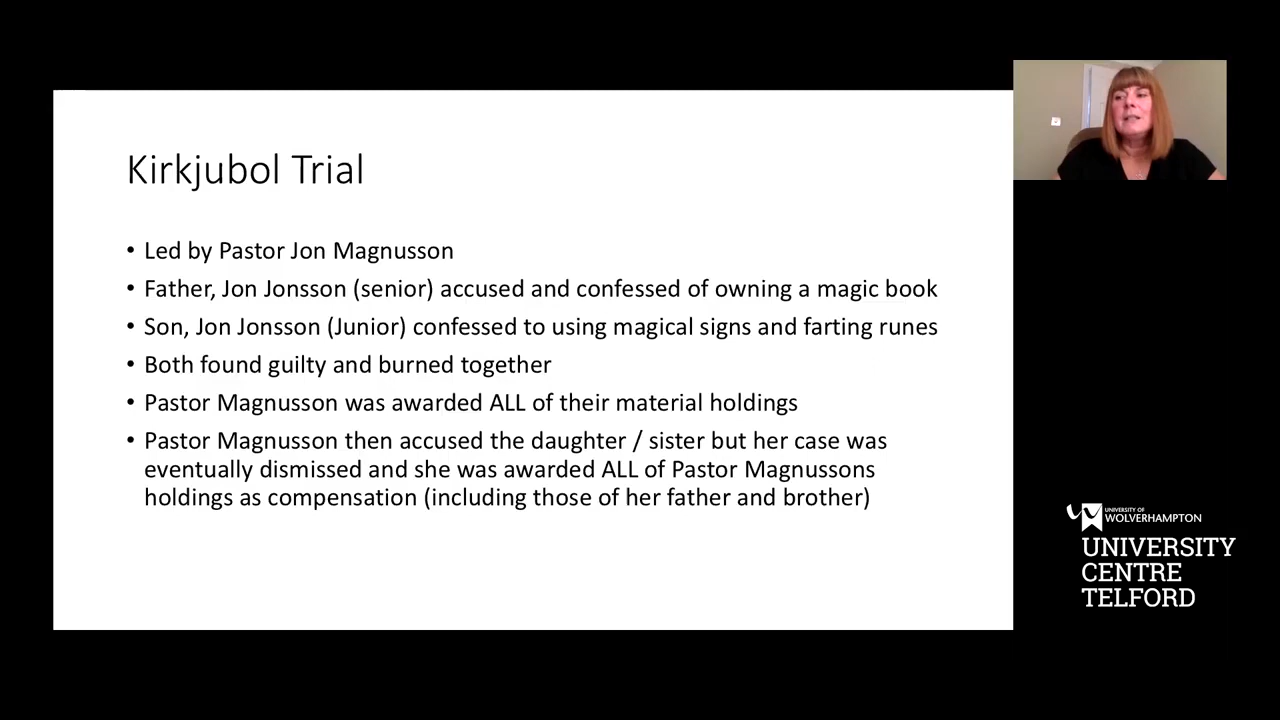 Kirkjubol Trial
• Led by Pastor Jon Magnusson
• Father, Jon Jonsson (senior) accused and confessed of owning a magic book
• Son, Jon Jonsson (Junior) confessed to using magical signs and farting runes
• Both found guilty and burned together
• Pastor Magnusson was awarded ALL of their material holdings
• Pastor Magnusson then accused the daughter / sister but her case was
eventually dismissed and she was awarded ALL of Pastor Magnussons
holdings as compensation (including those of her father and brother)
UNIVERSITY OF
WOLVERHAMPTON
UNIVERSITY
CENTRE
TELFORD